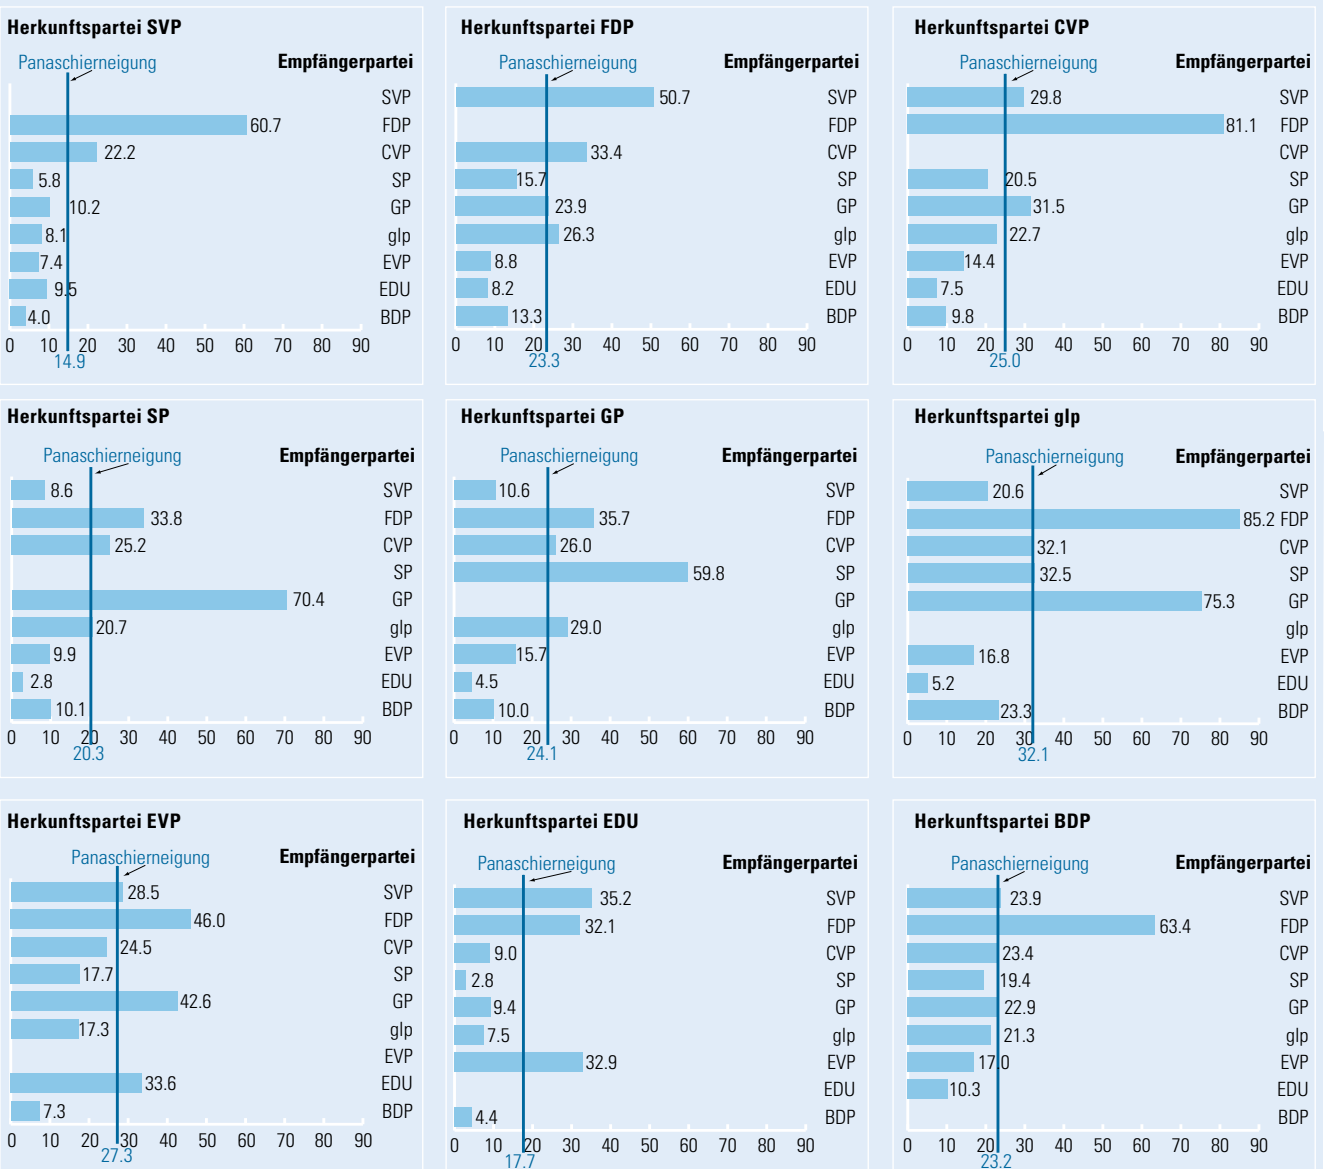 Herkunftspartei SVP
Panaschierneigung Empfängerpartei
SVP
60.7 FDP
22.2 CVP
5.8 SP
10.2 GP
8.1 glp
7.4 EVP
9.5 EDU
4.0 BDP
0 10 20 30 40 50 60 70 80 90
14.9
Herkunftspartei FDP
Panaschierneigung Empfängerpartei
50.7 SVP
FDP
33.4 CVP
15.7 SP
23.9 GP
26.3 glp
8.8 EVP
8.2 EDU
13.3 BDP
0 10 20 30 40 50 60 70 80 90
23.3
Herkunftspartei CVP
Panaschierneigung Empfängerpartei
29.8 SVP
81.1 FDP
CVP
20.5 SP
31.5 GP
22.7 glp
14.4 EVP
7.5 EDU
9.8 BDP
0 10 20 30 40 50 60 70 80 90
25.0
Herkunftspartei SP
Panaschierneigung Empfängerpartei
8.6 SVP
33.8 FDP
25.2 CVP
SP
70.4 GP
20.7 glp
9.9 EVP
2.8 EDU
10.1 BDP
0 10 20 30 40 50 60 70 80 90
20.3
Herkunftspartei GP
Panaschierneigung Empfängerpartei
10.6 SVP
35.7 FDP
26.0 CVP
59.8 SP
GP
29.0 glp
15.7 EVP
4.5 EDU
10.0 BDP
0 10 20 30 40 50 60 70 80 90
24.1
Herkunftspartei glp
Panaschierneigung Empfängerpartei
20.6 SVP
85.2 FDP
32.1 CVP
32.5 SP
75.3 GP
glp
16.8 EVP
5.2 EDU
23.3 BDP
0 10 20 30 40 50 60 70 80 90
32.1
Herkunftspartei EVP
Panaschierneigung Empfängerpartei
28.5 SVP
46.0 FDP
24.5 CVP
17.7 SP
42.6 GP
17.3 glp
EVP
33.6 EDU
7.3 BDP
0 10 20 30 40 50 60 70 80 90
27.3
Herkunftspartei EDU
Panaschierneigung Empfängerpartei
35.2 SVP
32.1 FDP
9.0 CVP
2.8 SP
9.4 GP
7.5 glp
32.9 EVP
EDU
4.4 BDP
0 10 20 30 40 50 60 70 80 90
17.7
Herkunftspartei BDP
Panaschierneigung Empfängerpartei
23.9 SVP
63.4 FDP
23.4 CVP
19.4 SP
22.9 GP
21.3 glp
17.0 EVP
10.3 EDU
BDP
0 10 20 30 40 50 60 70 80 90
23.2